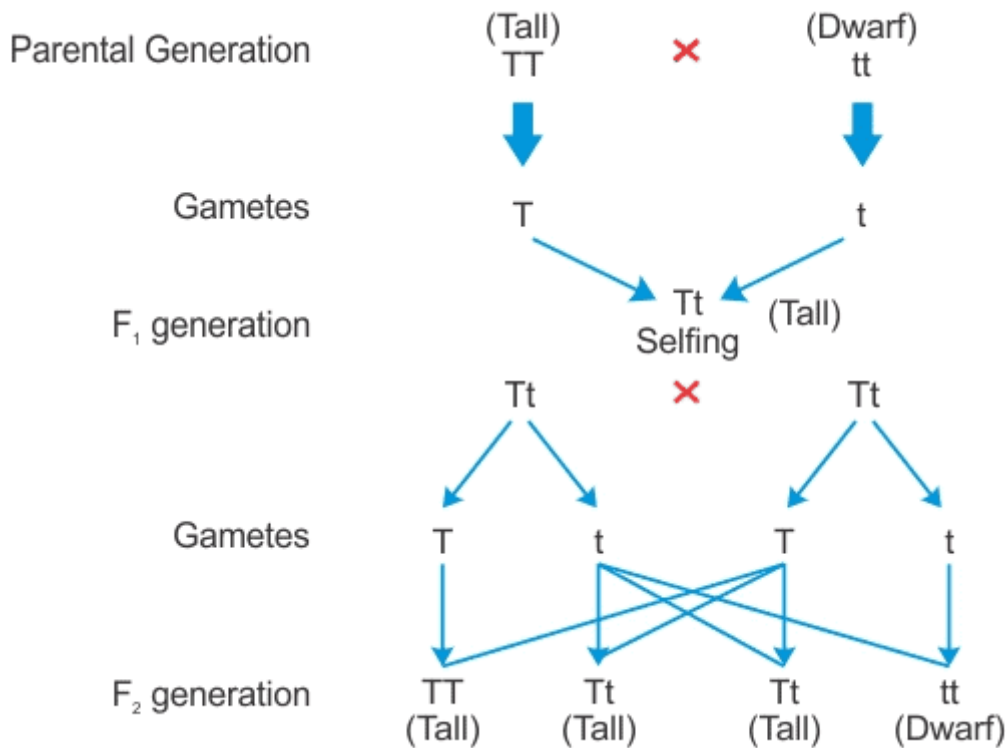 (Tall) (Dwarf)
Parental Generation TT × tt
Gametes T t
Tt
F₁ generation (Tall)
Selfing
Tt × Tt
Gametes T t T t
F₂ generation TT Tt Tt tt
(Tall) (Tall) (Tall) (Dwarf)